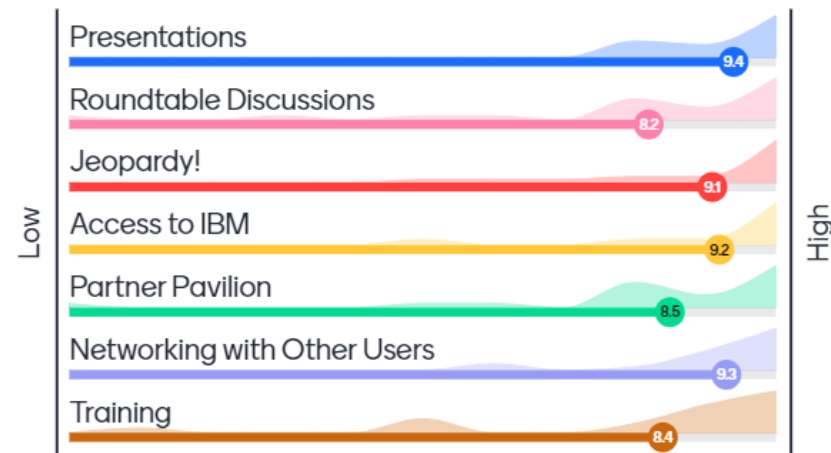 Presentations
9.4
Roundtable Discussions
8.2
Jeopardy!
9.1
Access to IBM
9.2
Partner Pavilion
8.5
Networking with Other Users
9.3
Training
8.4
Low
High